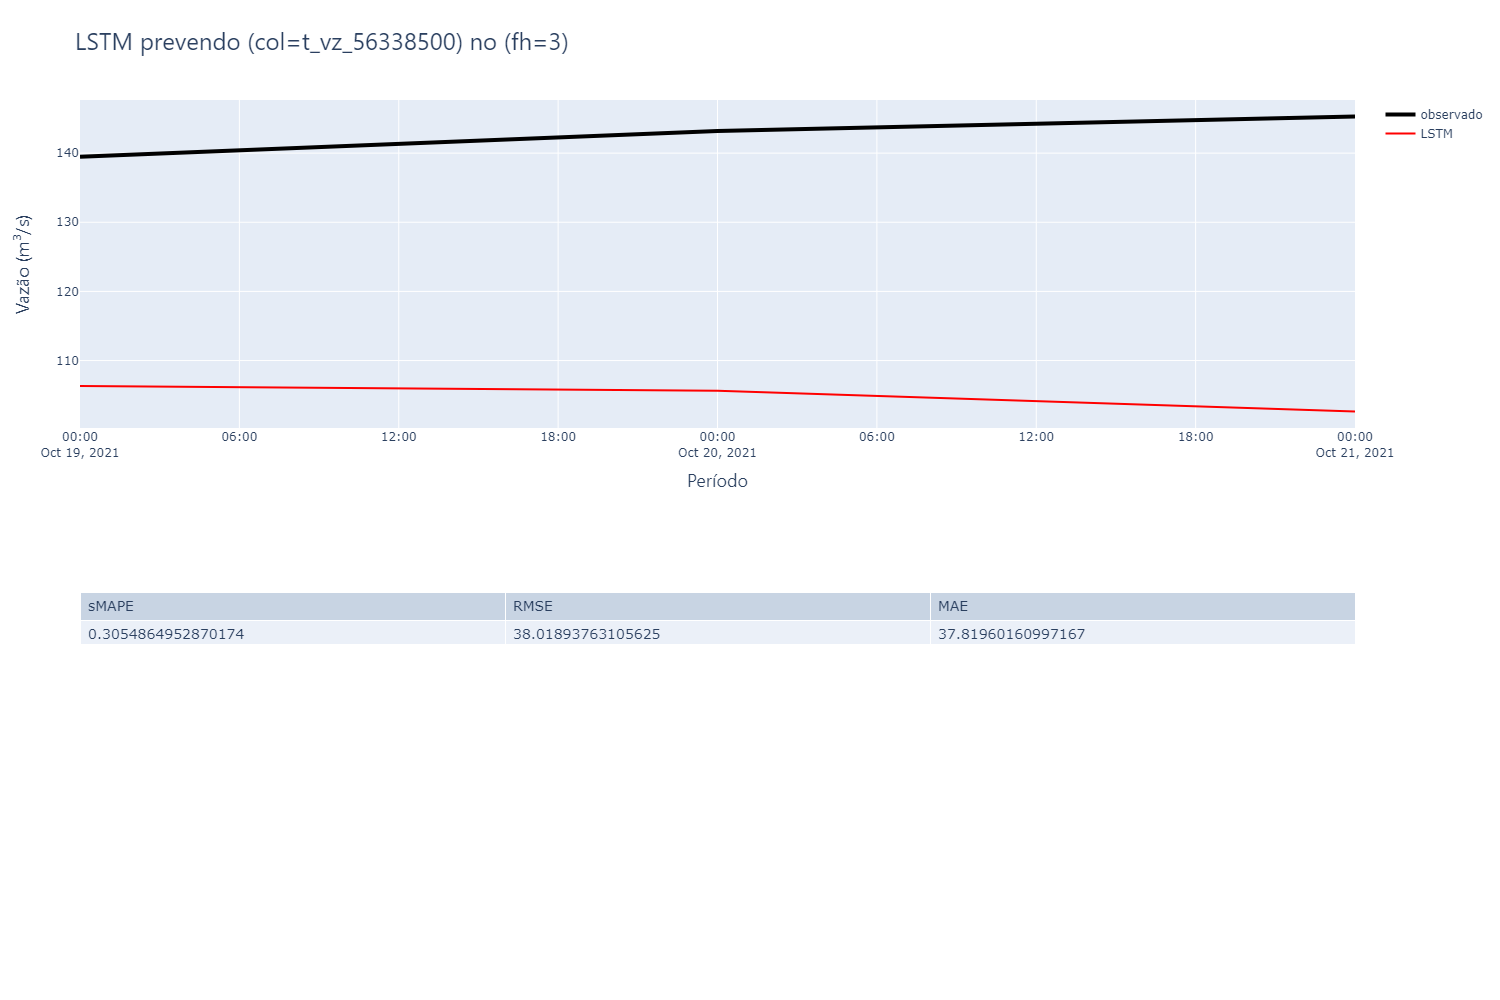 LSTM prevendo (col=t_vz_56338500) no (fh=3)
observado
LSTM
Vazão (m³/s)
140
130
120
110
00:00 06:00 12:00 18:00 00:00 06:00 12:00 18:00 00:00
Oct 19, 2021 Oct 20, 2021 Oct 21, 2021
Período
sMAPE RMSE MAE
0.3054864952870174 38.01893763105625 37.81960160997167